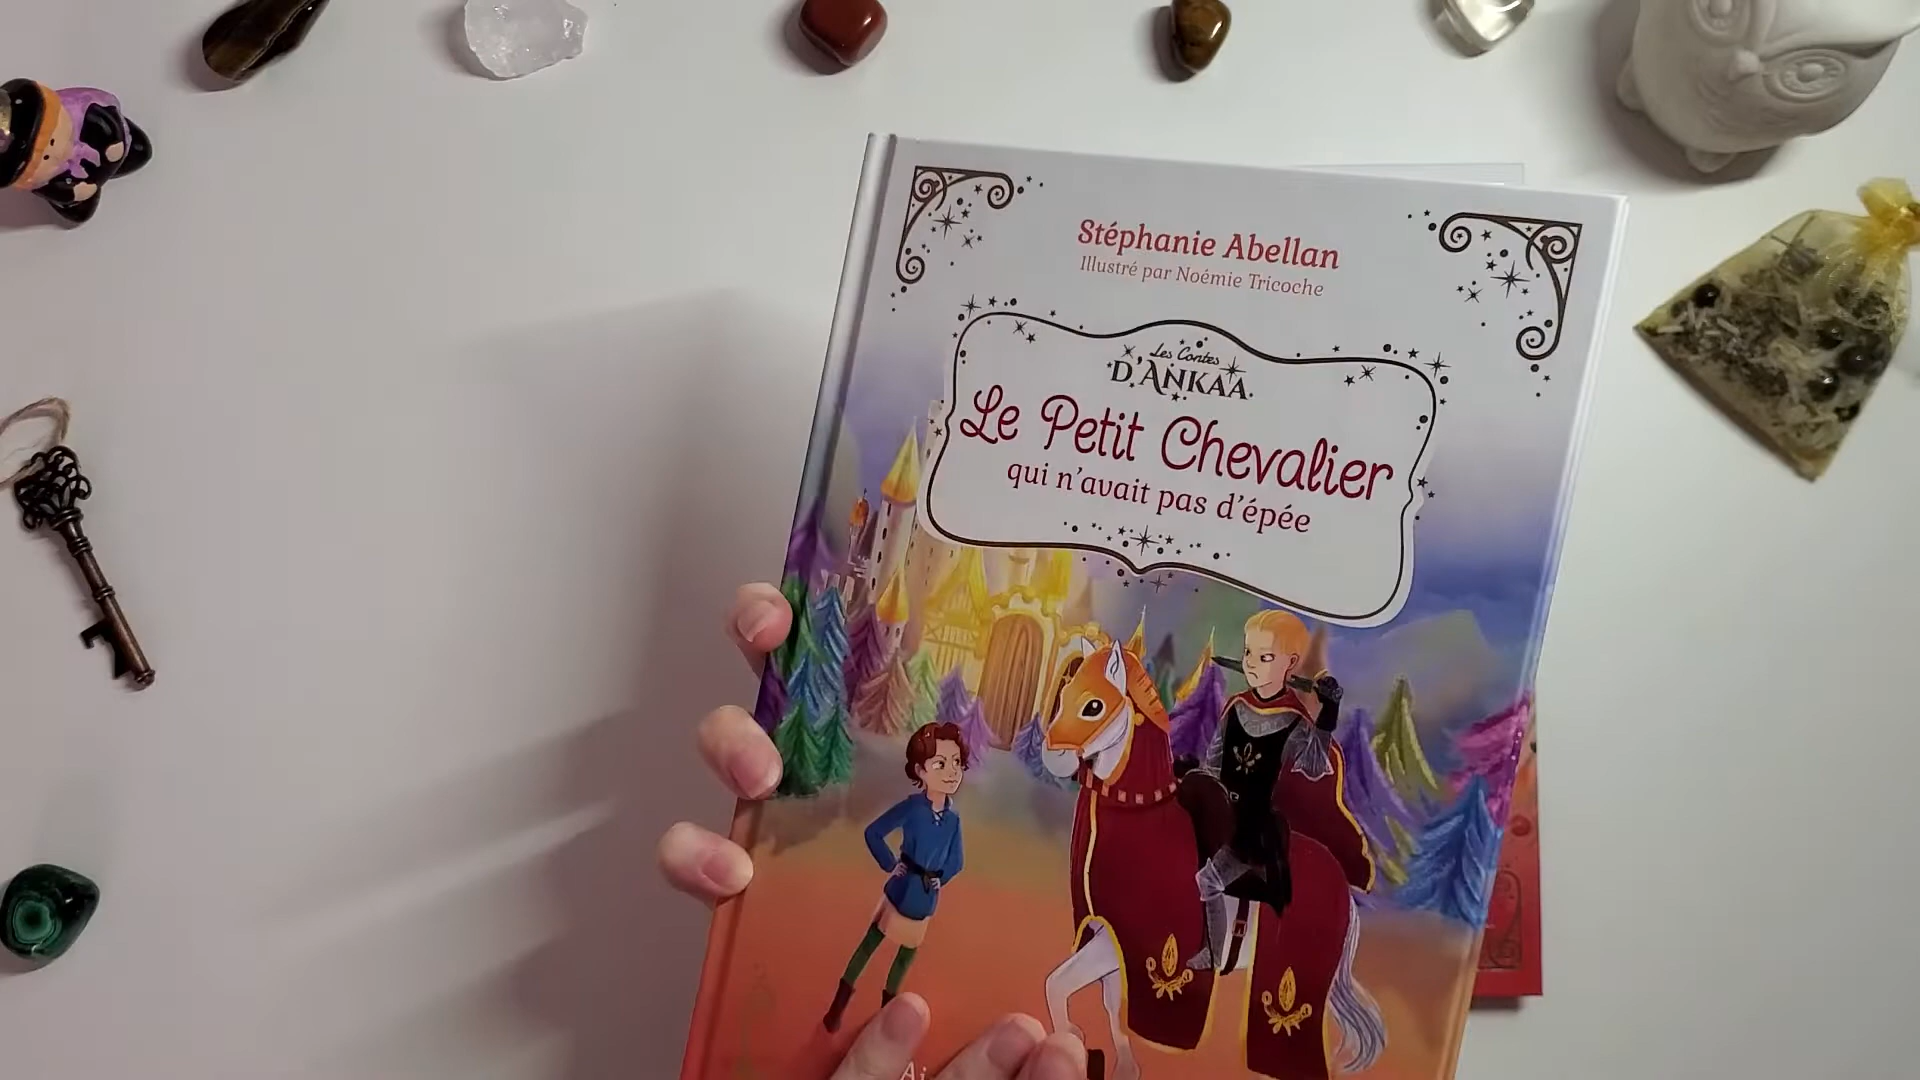 Stéphanie Abellan
Illustré par Noémie Tricoche
Les Contes
D'ANKAA
Le Petit Chevalier
qui n'avait pas d'épée